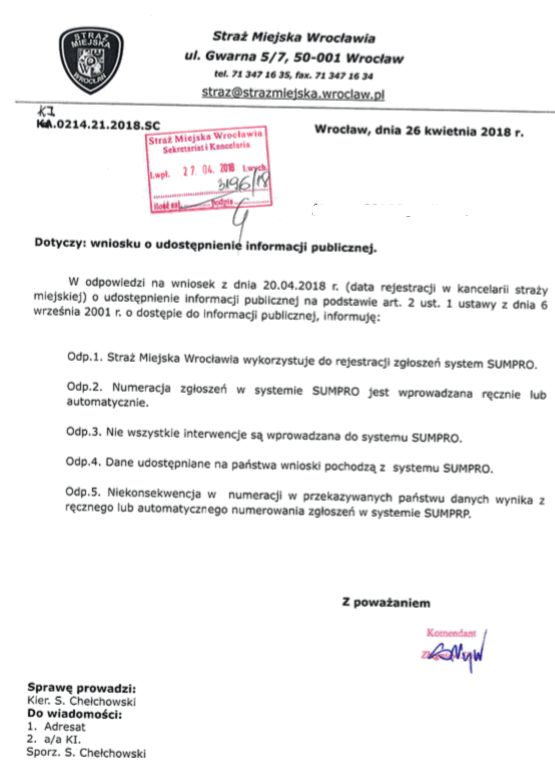 STRAŻ
MIEJSKA
WROCŁAW
Straż Miejska Wrocławia
ul. Gwarna 5/7, 50-001 Wrocław
tel. 71 347 16 35, fax. 71 347 16 34
straz@strazmiejska.wroclaw.pl
KI
KA.0214.21.2018.SC
Wrocław, dnia 26 kwietnia 2018 r.
Straż Miejska Wrocławia
Sekretariat i Kancelaria
27. 04. 2018
3196/18
Dotyczy: wniosku o udostępnienie informacji publicznej.
W odpowiedzi na wniosek z dnia 20.04.2018 r. (data rejestracji w kancelarii straży
miejskiej) o udostępnienie informacji publicznej na podstawie art. 2 ust. 1 ustawy z dnia 6
września 2001 r. o dostępie do informacji publicznej, informuję:
Odp.1. Straż Miejska Wrocławia wykorzystuje do rejestracji zgłoszeń system SUMPRO.
Odp.2. Numeracja zgłoszeń w systemie SUMPRO jest wprowadzana ręcznie lub
automatycznie.
Odp.3. Nie wszystkie interwencje są wprowadzana do systemu SUMPRO.
Odp.4. Dane udostępniane na państwa wnioski pochodzą z systemu SUMPRO.
Odp.5. Niekonsekwencja w numeracji w przekazywanych państwu danych wynika z
ręcznego lub automatycznego numerowania zgłoszeń w systemie SUMPRP.
Z poważaniem
Komendant
Sprawę prowadzi:
Kier. S. Chełchowski
Do wiadomości:
1. Adresat
2. a/a KI.
Sporz. S. Chełchowski